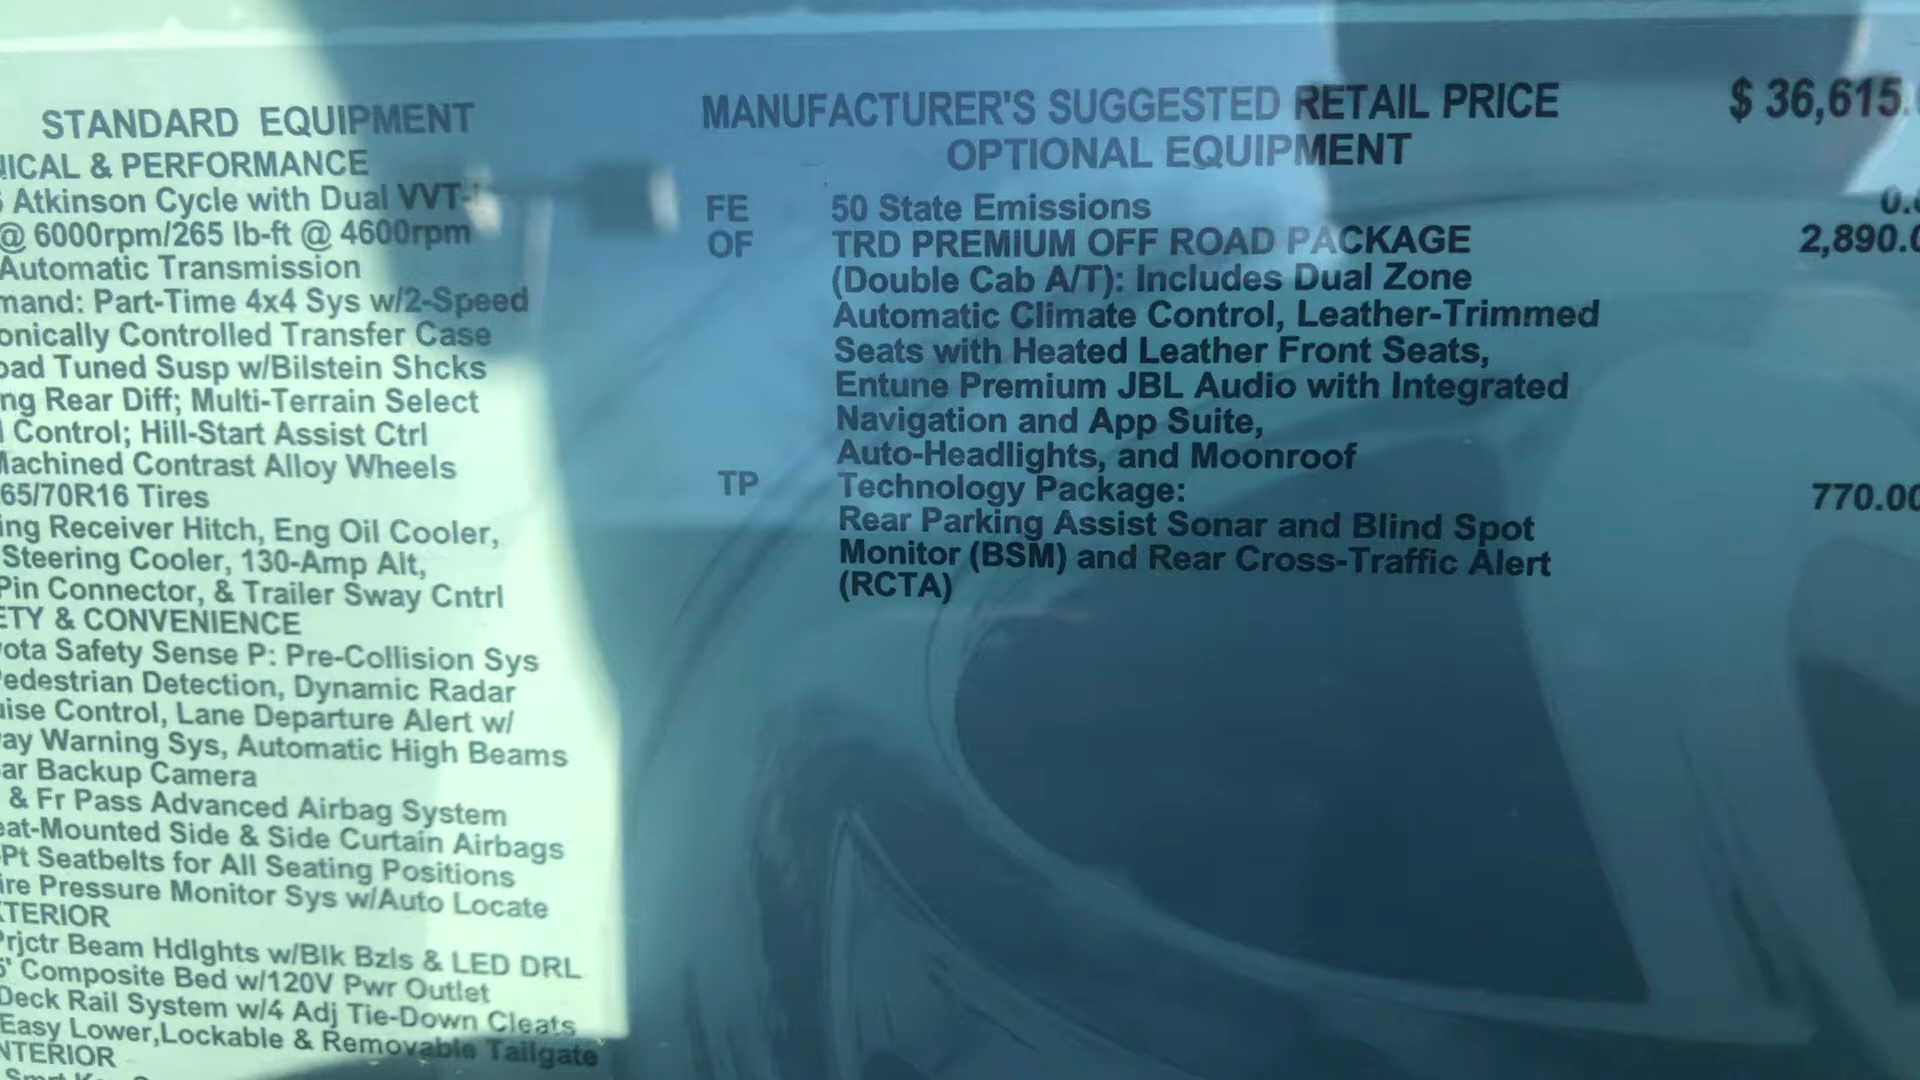 STANDARD EQUIPMENT
& PERFORMANCE
Atkinson Cycle with Dual VVT-
@ 6000rpm/265 lb-ft @ 4600rpm
Automatic Transmission
mand: Part-Time 4x4 Sys w/2-Speed
onically Controlled Transfer Case
oad Tuned Susp w/Bilstein Shcks
ng Rear Diff; Multi-Terrain Select
Control; Hill-Start Assist Ctrl
Machined Contrast Alloy Wheels
65/70R16 Tires
ing Receiver Hitch, Eng Oil Cooler,
Steering Cooler, 130-Amp Alt,
Pin Connector, & Trailer Sway Cntrl
ETY & CONVENIENCE
ota Safety Sense P: Pre-Collision Sys
edestrian Detection, Dynamic Radar
uise Control, Lane Departure Alert w/
ay Warning Sys, Automatic High Beams
ar Backup Camera
& Fr Pass Advanced Airbag System
eat-Mounted Side & Side Curtain Airbags
-Pt Seatbelts for All Seating Positions
ire Pressure Monitor Sys w/Auto Locate
XTERIOR
Prjctr Beam Hdlghts w/Blk Bzls & LED DRL
Composite Bed w/120V Pwr Outlet
Deck Rail System w/4 Adj Tie-Down Cleats
Easy Lower,Lockable & Removable Tailgate
NTERIOR
MANUFACTURER'S SUGGESTED RETAIL PRICE $ 36,615.
OPTIONAL EQUIPMENT
FE 50 State Emissions 0.
OF TRD PREMIUM OFF ROAD PACKAGE 2,890.0
(Double Cab A/T): Includes Dual Zone
Automatic Climate Control, Leather-Trimmed
Seats with Heated Leather Front Seats,
Entune Premium JBL Audio with Integrated
Navigation and App Suite,
Auto-Headlights, and Moonroof
TP Technology Package: 770.00
Rear Parking Assist Sonar and Blind Spot
Monitor (BSM) and Rear Cross-Traffic Alert
(RCTA)